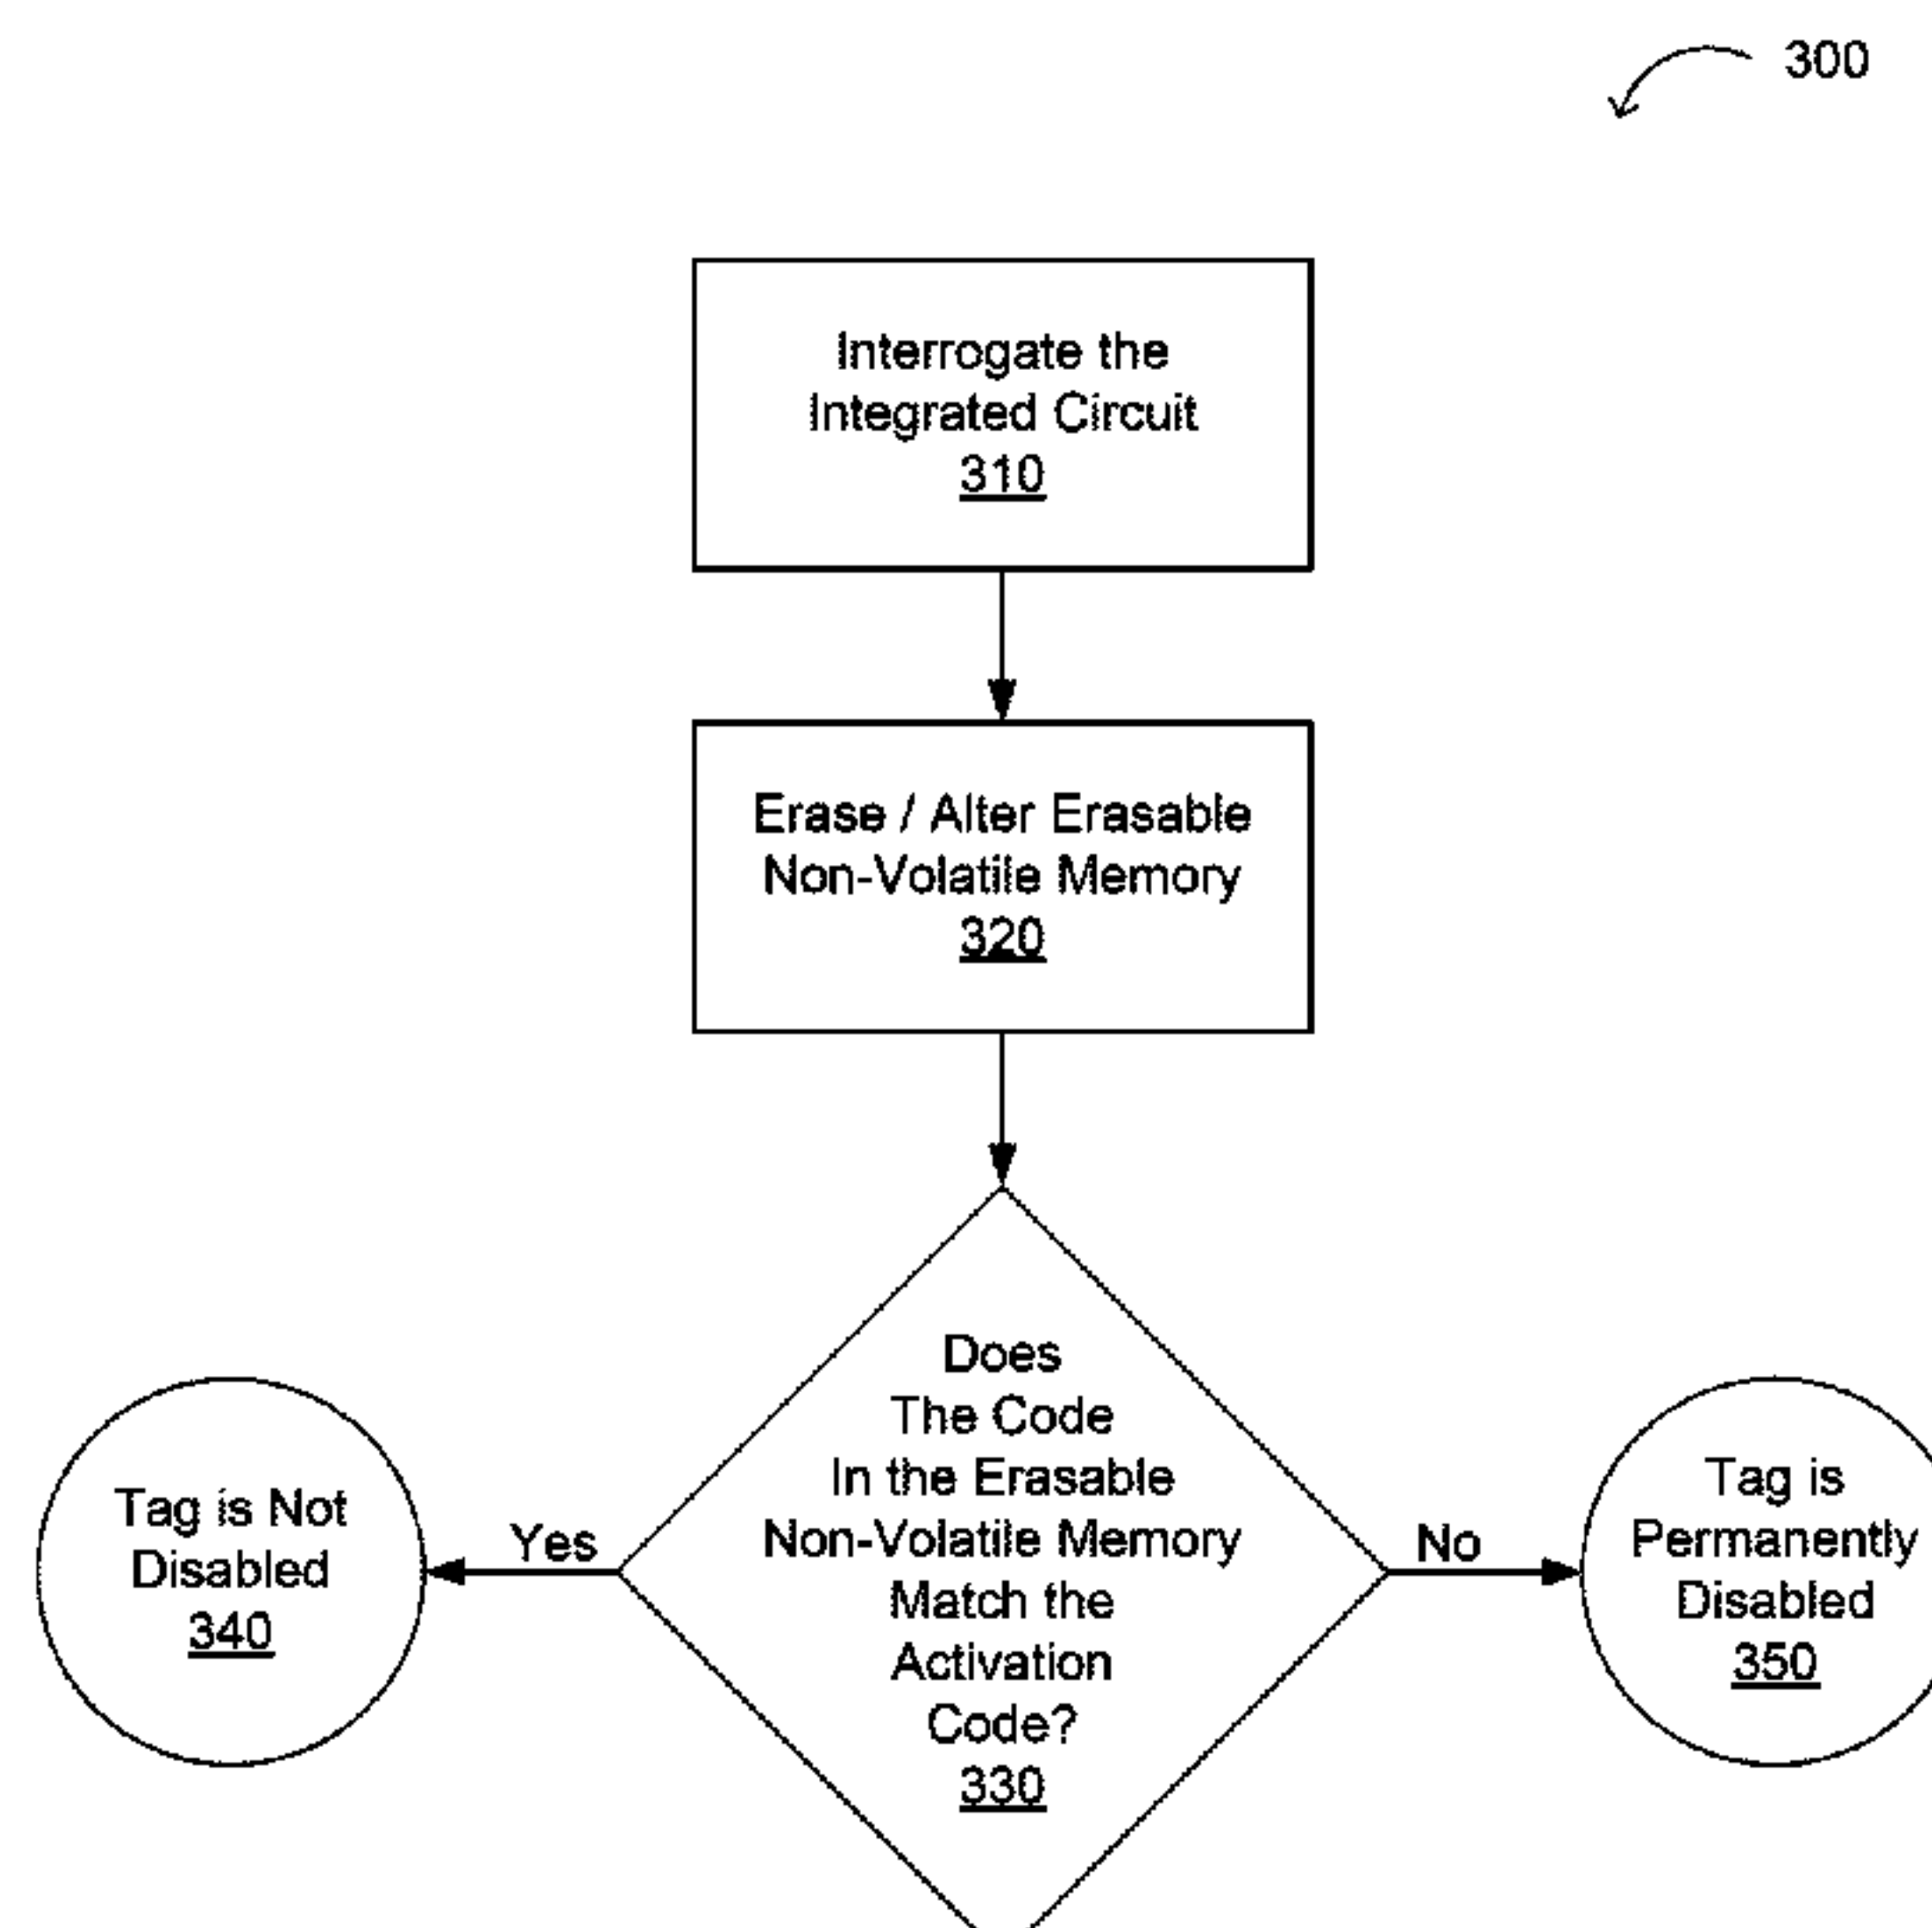 300
Interrogate the
Integrated Circuit
310
Erase / Alter Erasable
Non-Volatile Memory
320
Does
The Code
In the Erasable
Non-Volatile Memory
Match the
Activation
Code?
330
Yes
No
Tag is Not
Disabled
340
Tag is
Permanently
Disabled
350